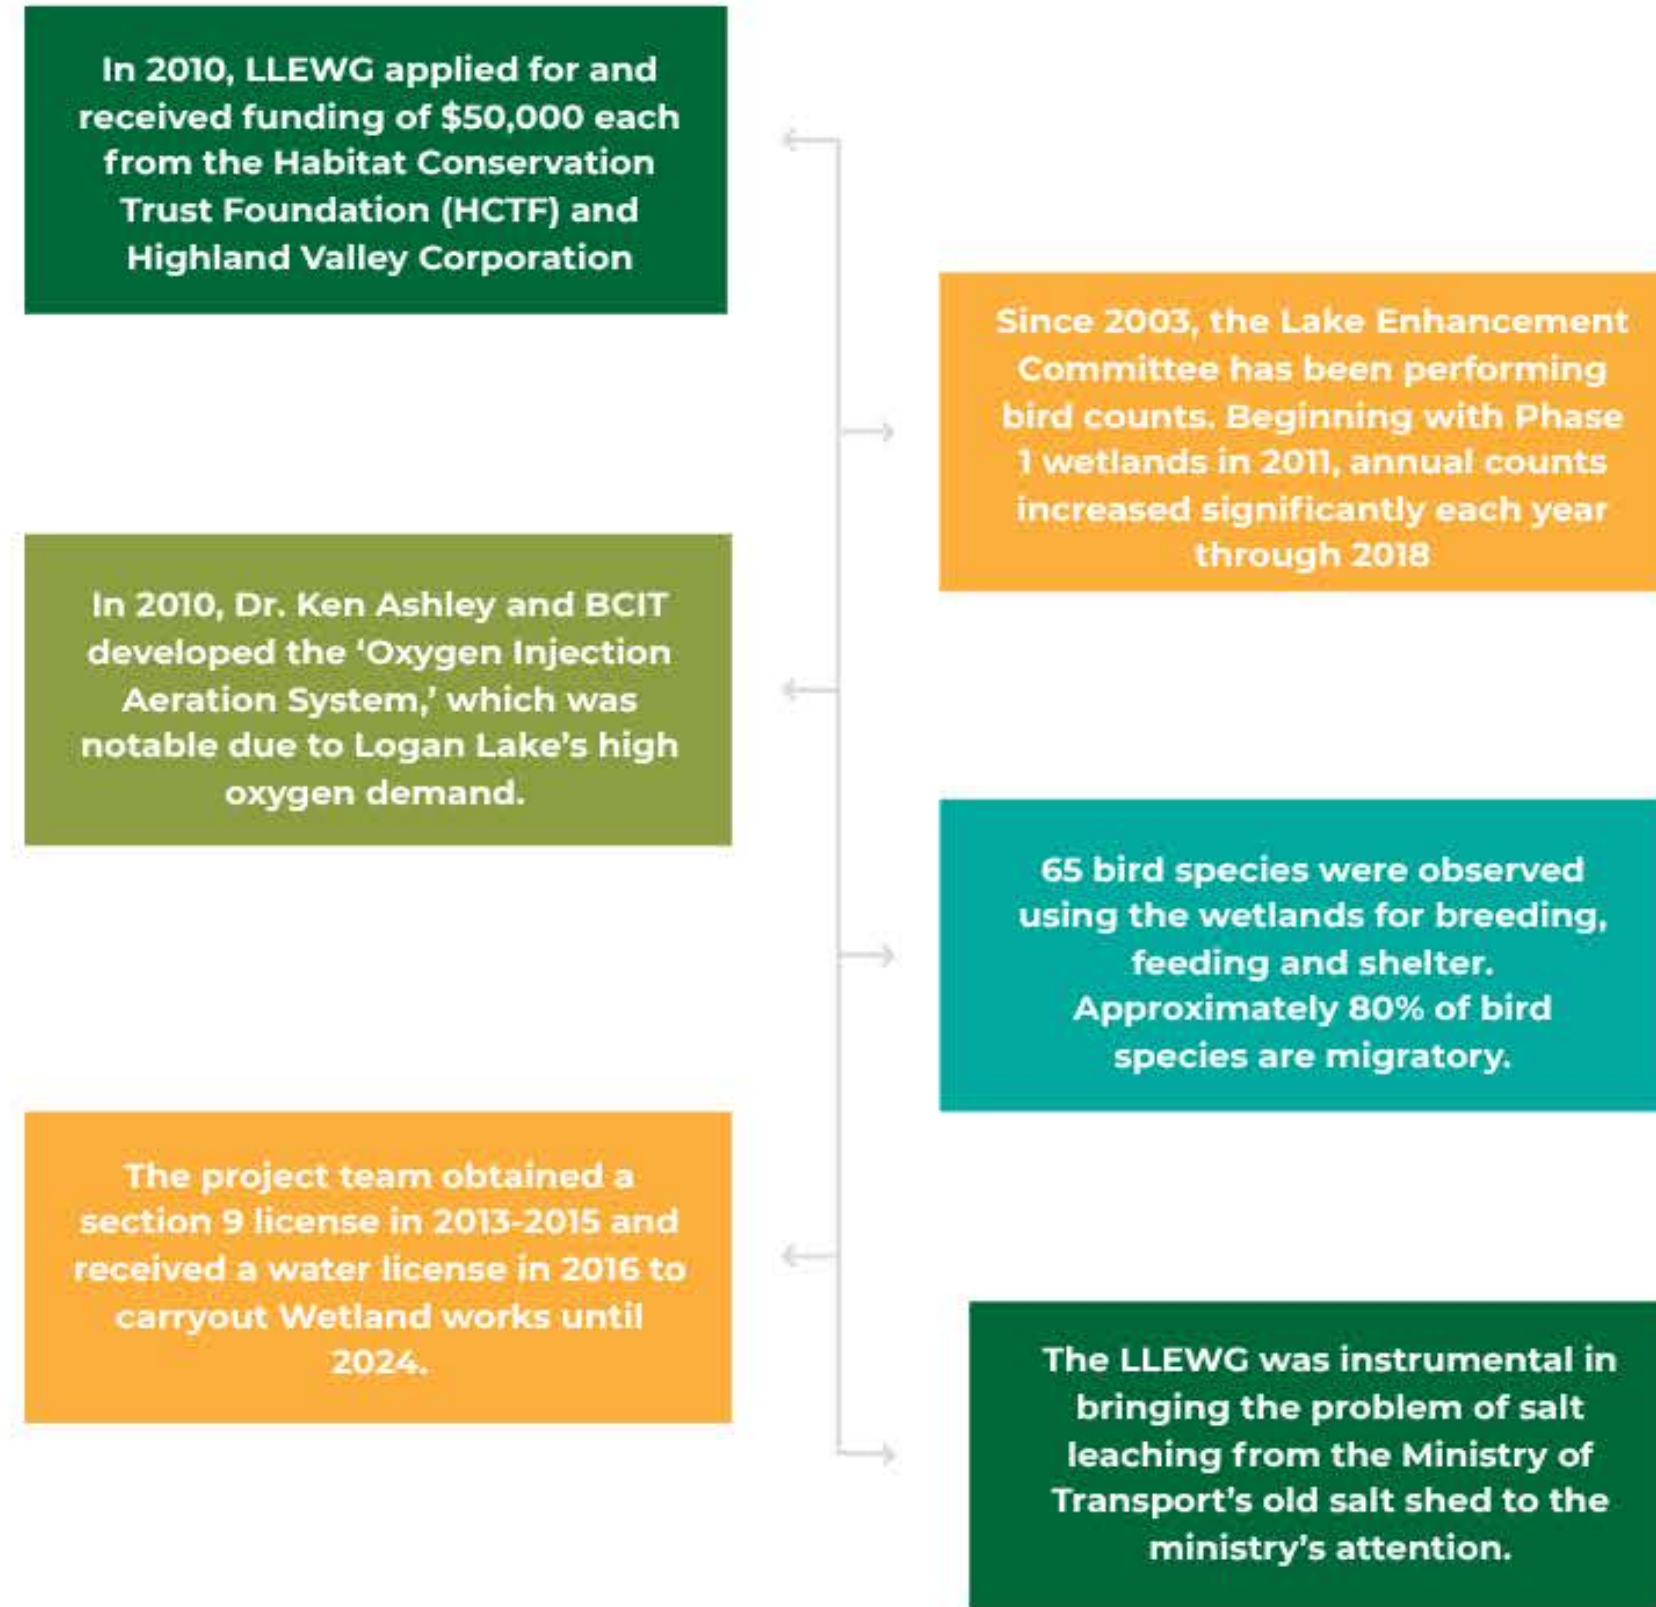 In 2010, LLEWG applied for and
received funding of $50,000 each
from the Habitat Conservation
Trust Foundation (HCTF) and
Highland Valley Corporation
Since 2003, the Lake Enhancement
Committee has been performing
bird counts. Beginning with Phase
1 wetlands in 2011, annual counts
increased significantly each year
through 2018
In 2010, Dr. Ken Ashley and BCIT
developed the ‘Oxygen Injection
Aeration System,’ which was
notable due to Logan Lake’s high
oxygen demand.
65 bird species were observed
using the wetlands for breeding,
feeding and shelter.
Approximately 80% of bird
species are migratory.
The project team obtained a
section 9 license in 2013-2015 and
received a water license in 2016 to
carryout Wetland works until
2024.
The LLEWG was instrumental in
bringing the problem of salt
leaching from the Ministry of
Transport’s old salt shed to the
ministry’s attention.